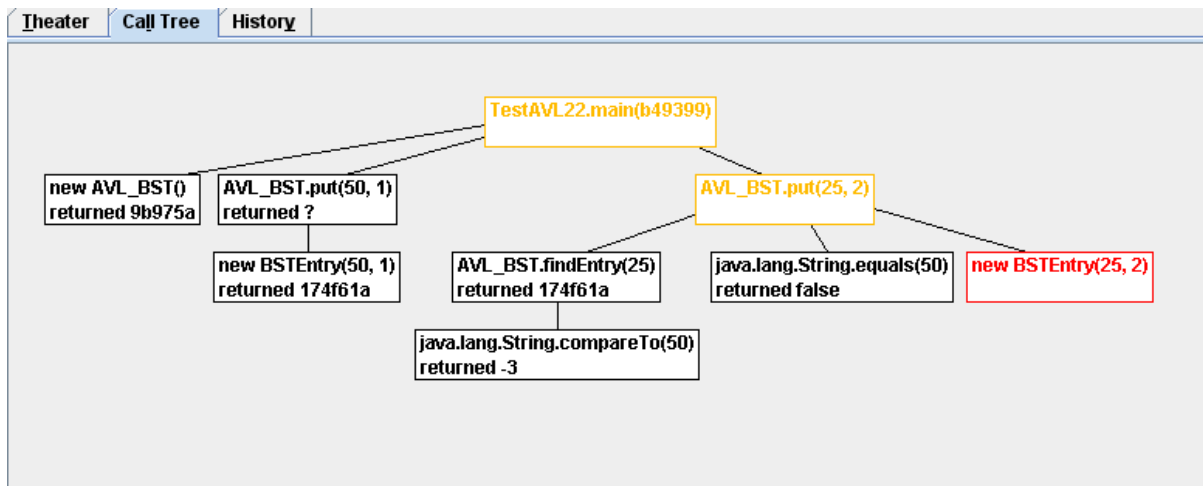 Theater
Call Tree
History
TestAVL22.main(b49399)
new AVL_BST()
returned 9b975a
AVL_BST.put(50, 1)
returned ?
AVL_BST.put(25, 2)
new BSTEntry(50, 1)
returned 174f61a
AVL_BST.findEntry(25)
returned 174f61a
java.lang.String.equals(50)
returned false
new BSTEntry(25, 2)
java.lang.String.compareTo(50)
returned -3